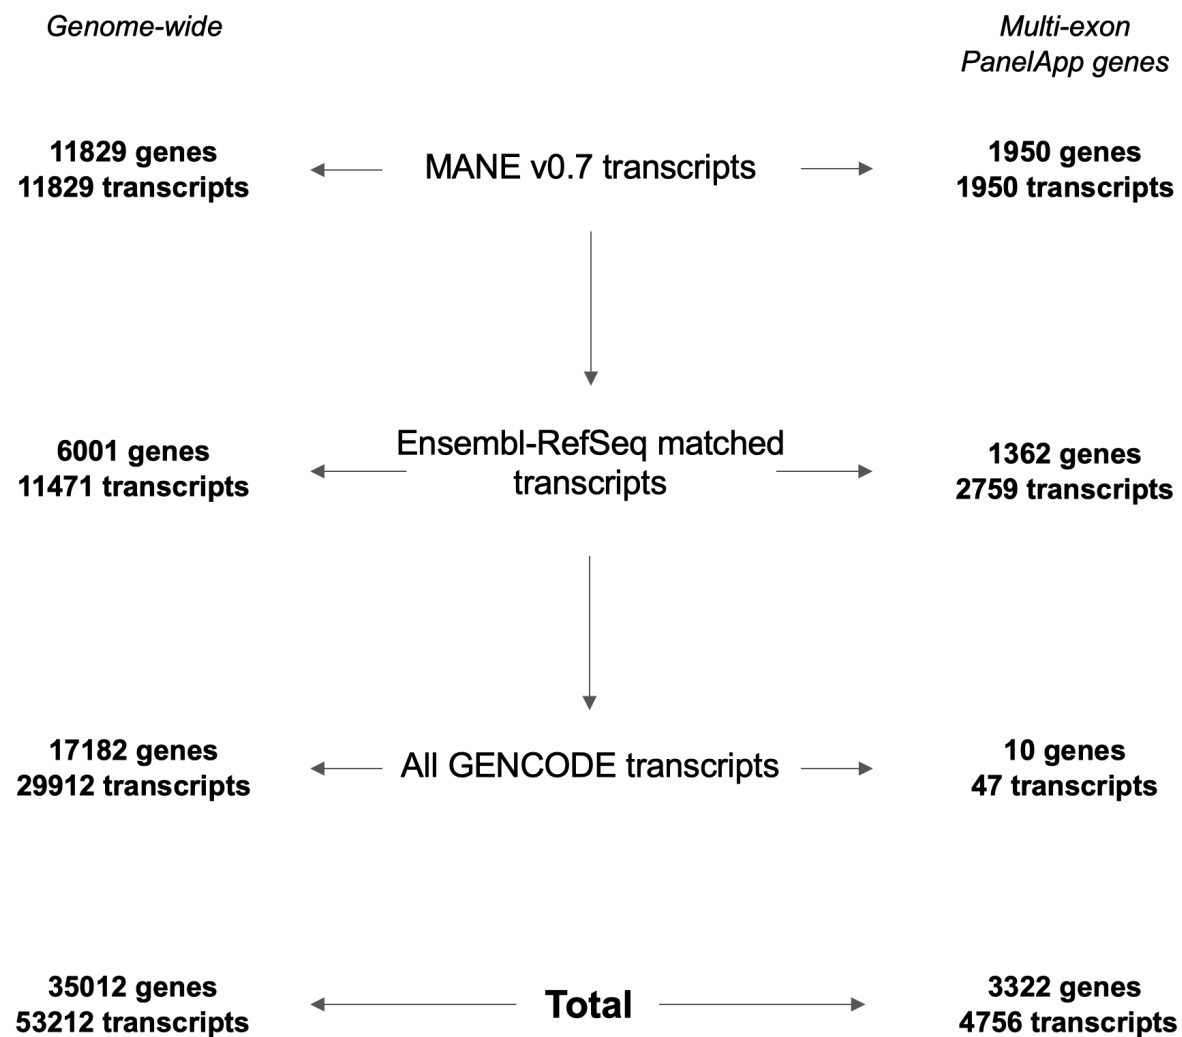 Genome-wide
Multi-exon
PanelApp genes
11829 genes
11829 transcripts
MANE v0.7 transcripts
1950 genes
1950 transcripts
6001 genes
11471 transcripts
Ensembl-RefSeq matched
transcripts
1362 genes
2759 transcripts
17182 genes
29912 transcripts
All GENCODE transcripts
10 genes
47 transcripts
35012 genes
53212 transcripts
Total
3322 genes
4756 transcripts